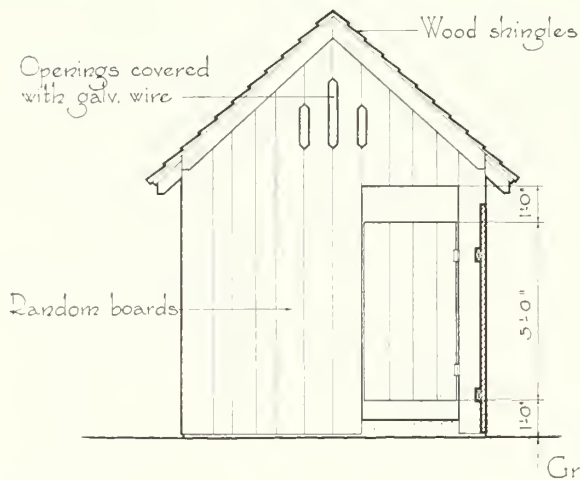 Wood shingles
Openings covered
with galv. wire
Random boards
1'-0"
5'-0"
1'-0"
Gr